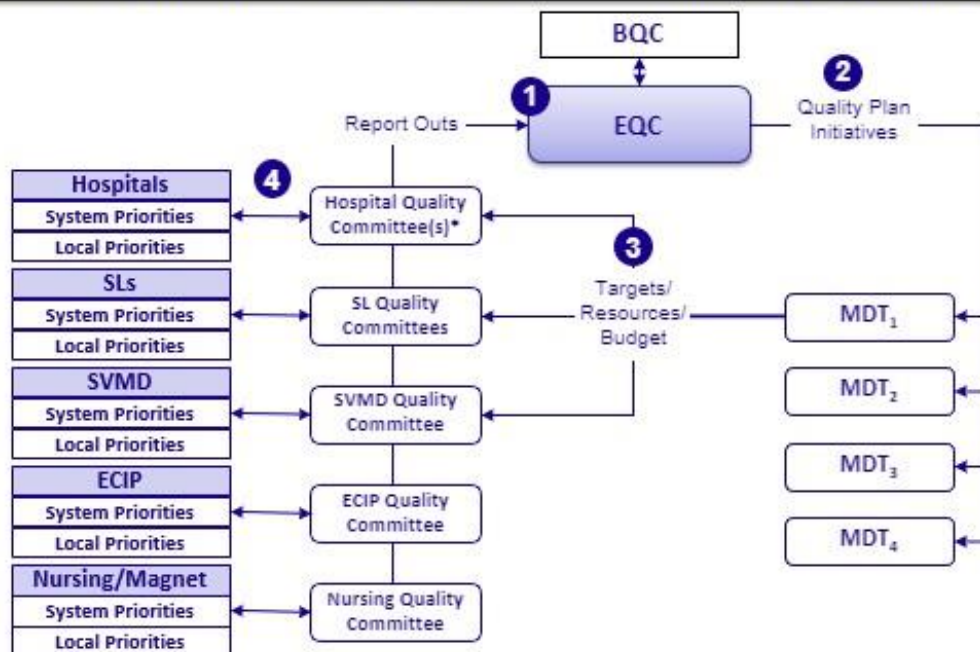 BQC
1
EQC
2
Quality Plan
Initiatives
Report Outs
4
Hospitals
System Priorities
Local Priorities
Hospital Quality
Committee(s)*
3
Targets/
Resources/
Budget
SLs
System Priorities
Local Priorities
SL Quality
Committees
MDT₁
SVMD
System Priorities
Local Priorities
SVMD Quality
Committee
MDT₂
ECIP
System Priorities
Local Priorities
ECIP Quality
Committee
MDT₃
MDT₄
Nursing/Magnet
System Priorities
Local Priorities
Nursing Quality
Committee